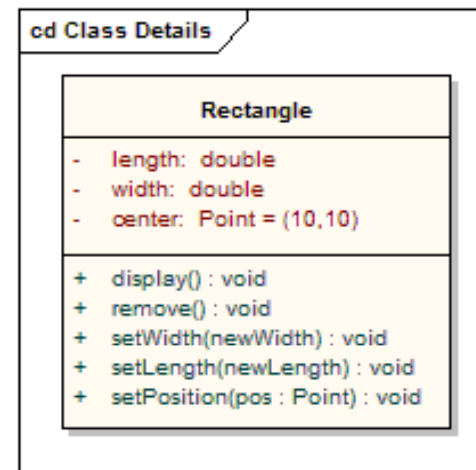 cd Class Details
Rectangle
- length: double
- width: double
- center: Point = (10,10)
+ display() : void
+ remove() : void
+ setWidth(newWidth) : void
+ setLength(newLength) : void
+ setPosition(pos : Point) : void